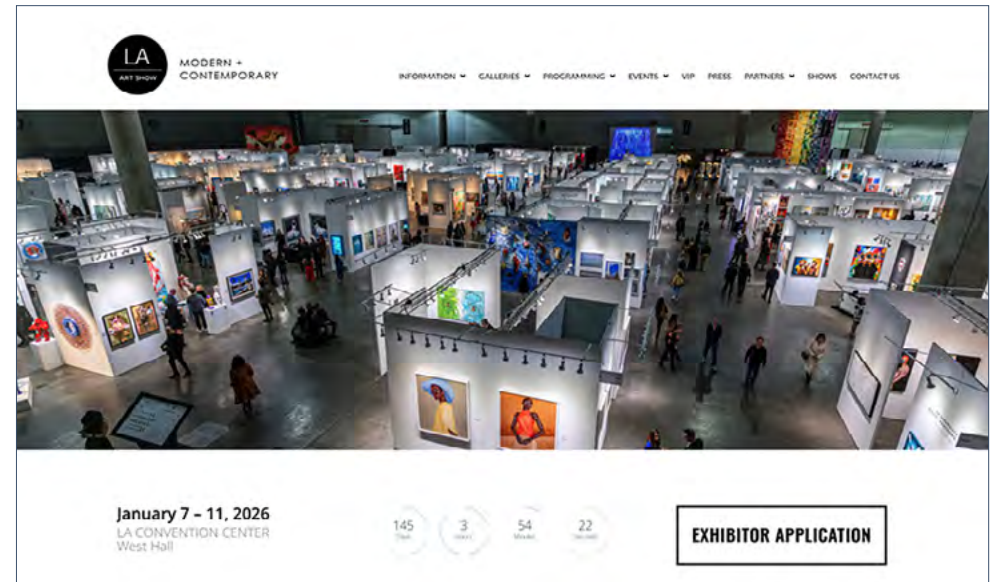 LA
ART SHOW
MODERN +
CONTEMPORARY
INFORMATION GALLERIES PROGRAMMING EVENTS VIP PRESS PARTNERS SHOWS CONTACT US
January 7 – 11, 2026
LA CONVENTION CENTER
West Hall
145 3 54 22
EXHIBITOR APPLICATION